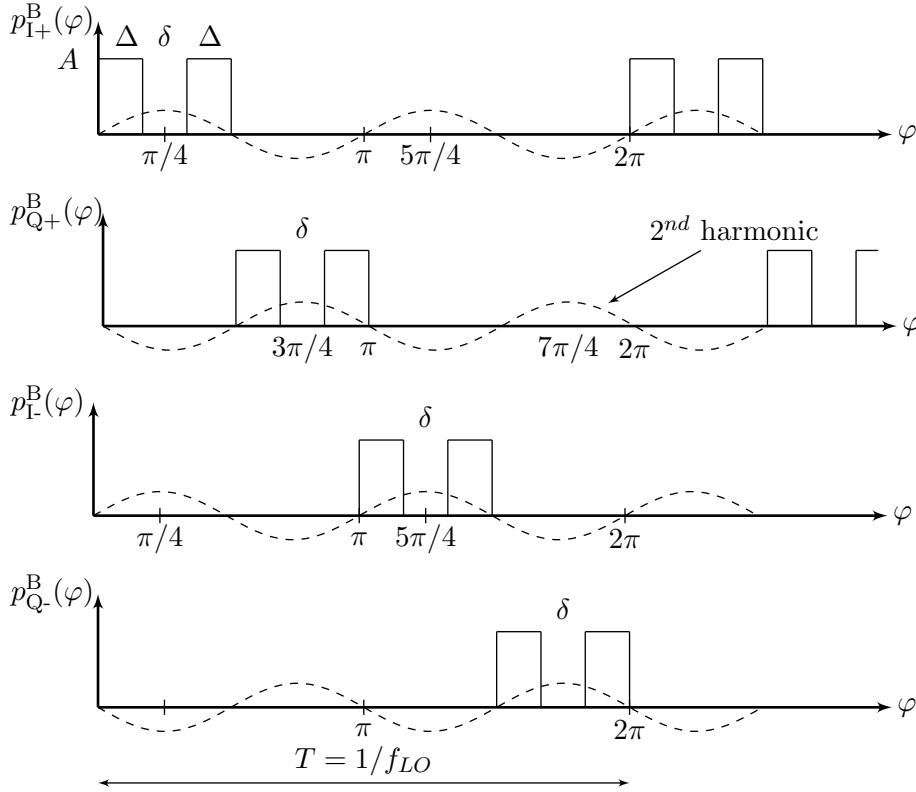 p^B_{I+}(φ)
Δ δ Δ
A
φ
π/4 π 5π/4 2π
p^B_{Q+}(φ)
δ
2^{nd} harmonic
φ
3π/4 π 7π/4 2π
p^B_{I-}(φ)
δ
φ
π/4 π 5π/4 2π
p^B_{Q-}(φ)
δ
φ
π 2π
T = 1/f_{LO}